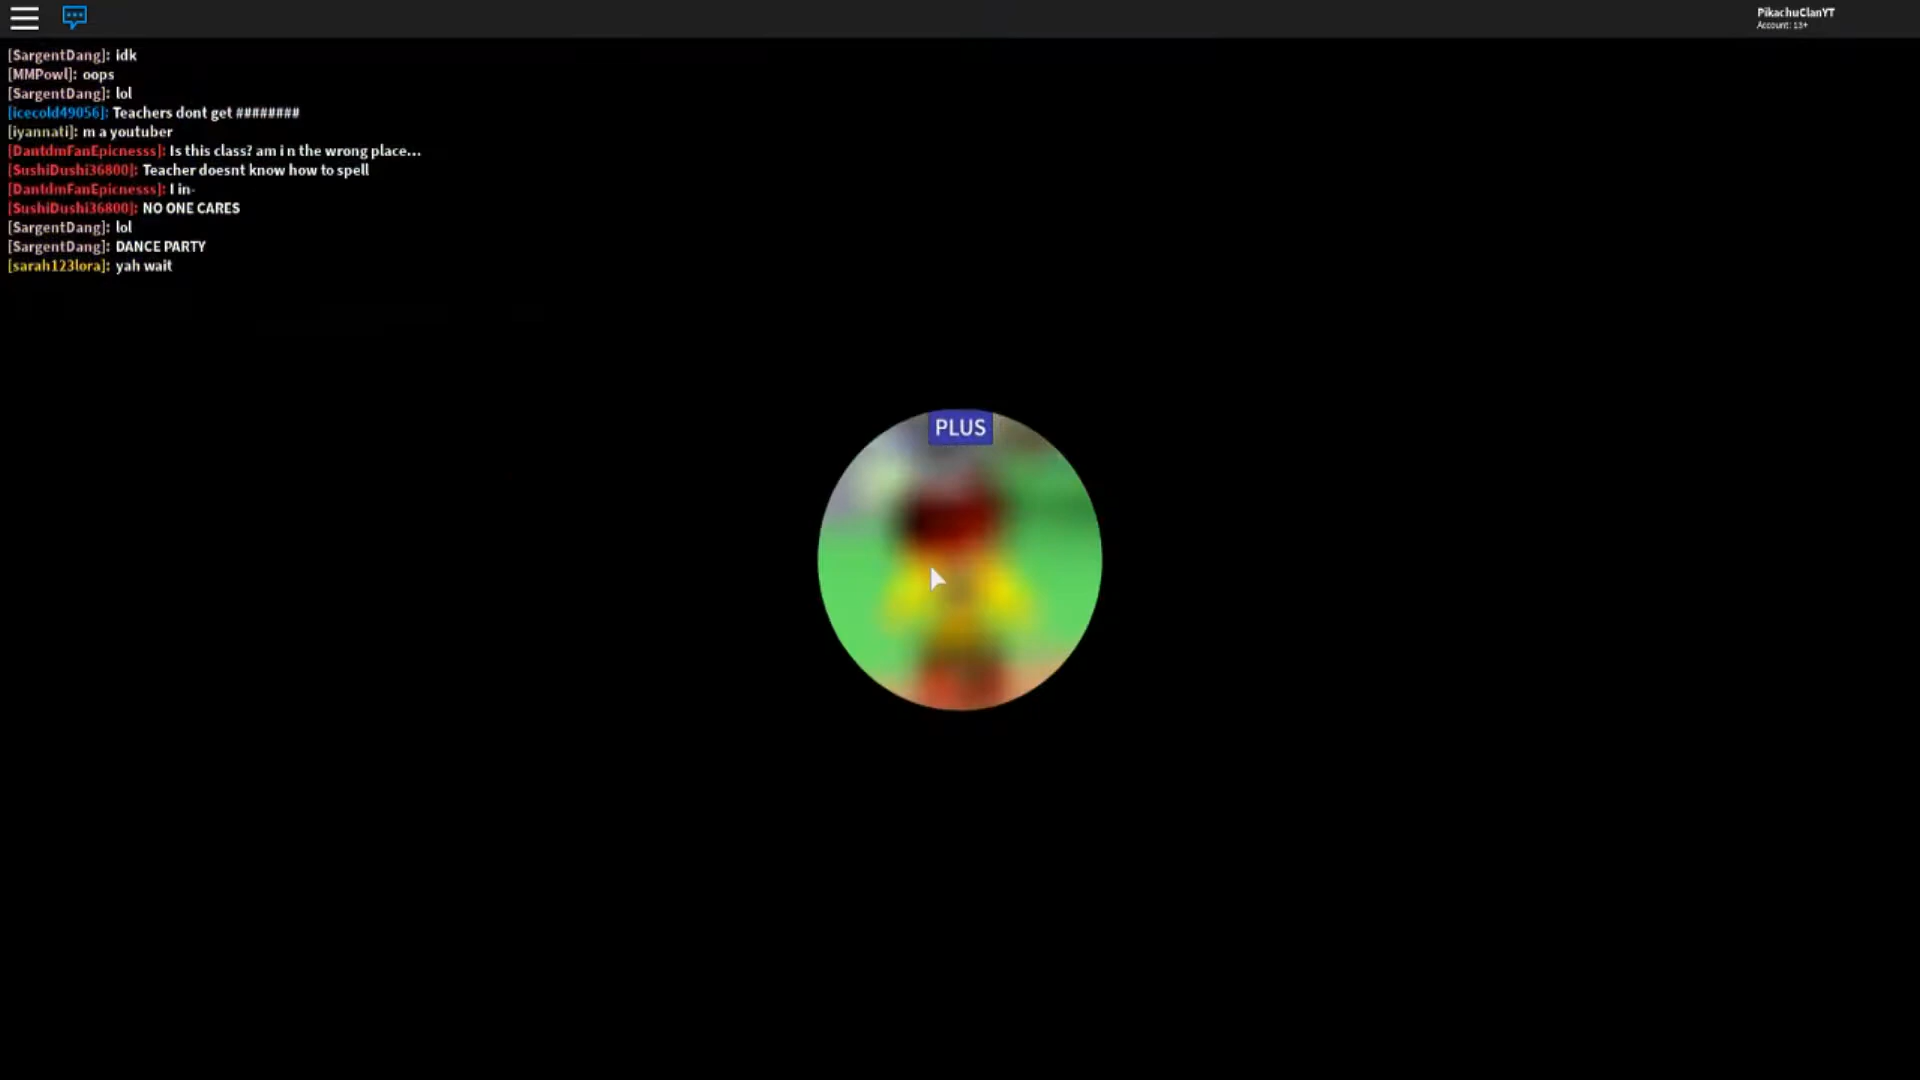 PikachuClanYT
Account: 13+
[SargentDang]: idk
[MMPowl]: oops
[SargentDang]: lol
[icecold49056]: Teachers dont get ########
[iyannati]: m a youtuber
[DantdmFanEpicnesss]: Is this class? am i n the wrong place...
[SushiDushi36800]: Teacher doesnt know how to spell
[DantdmFanEpicnesss]: I in-
[SushiDushi36800]: NO ONE CARES
[SargentDang]: lol
[SargentDang]: DANCE PARTY
[sarah123lora]: yah wait
PLUS